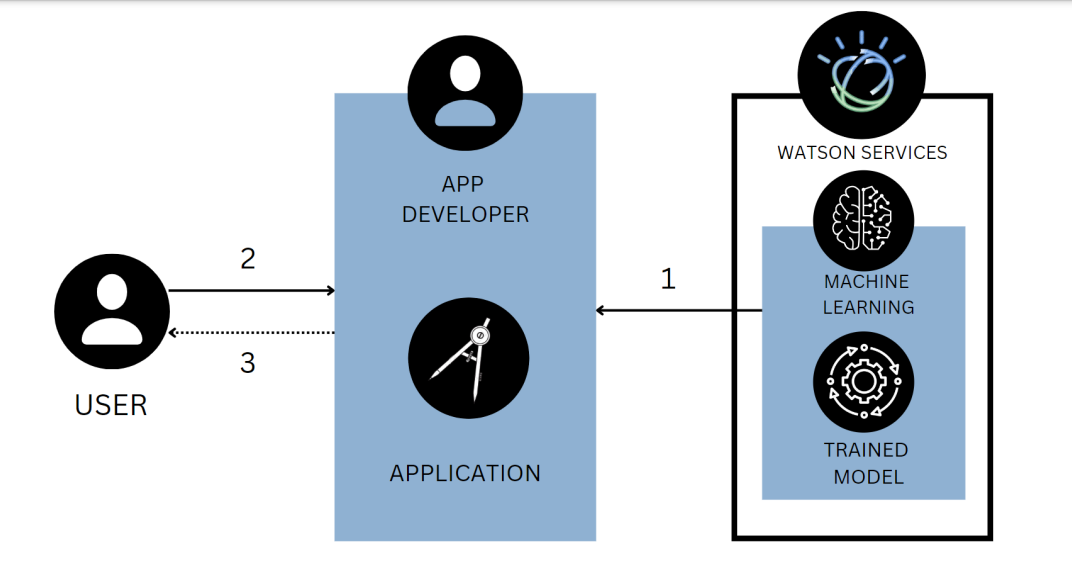 WATSON SERVICES
APP
DEVELOPER
2
1
MACHINE
LEARNING
3
USER
TRAINED
MODEL
APPLICATION